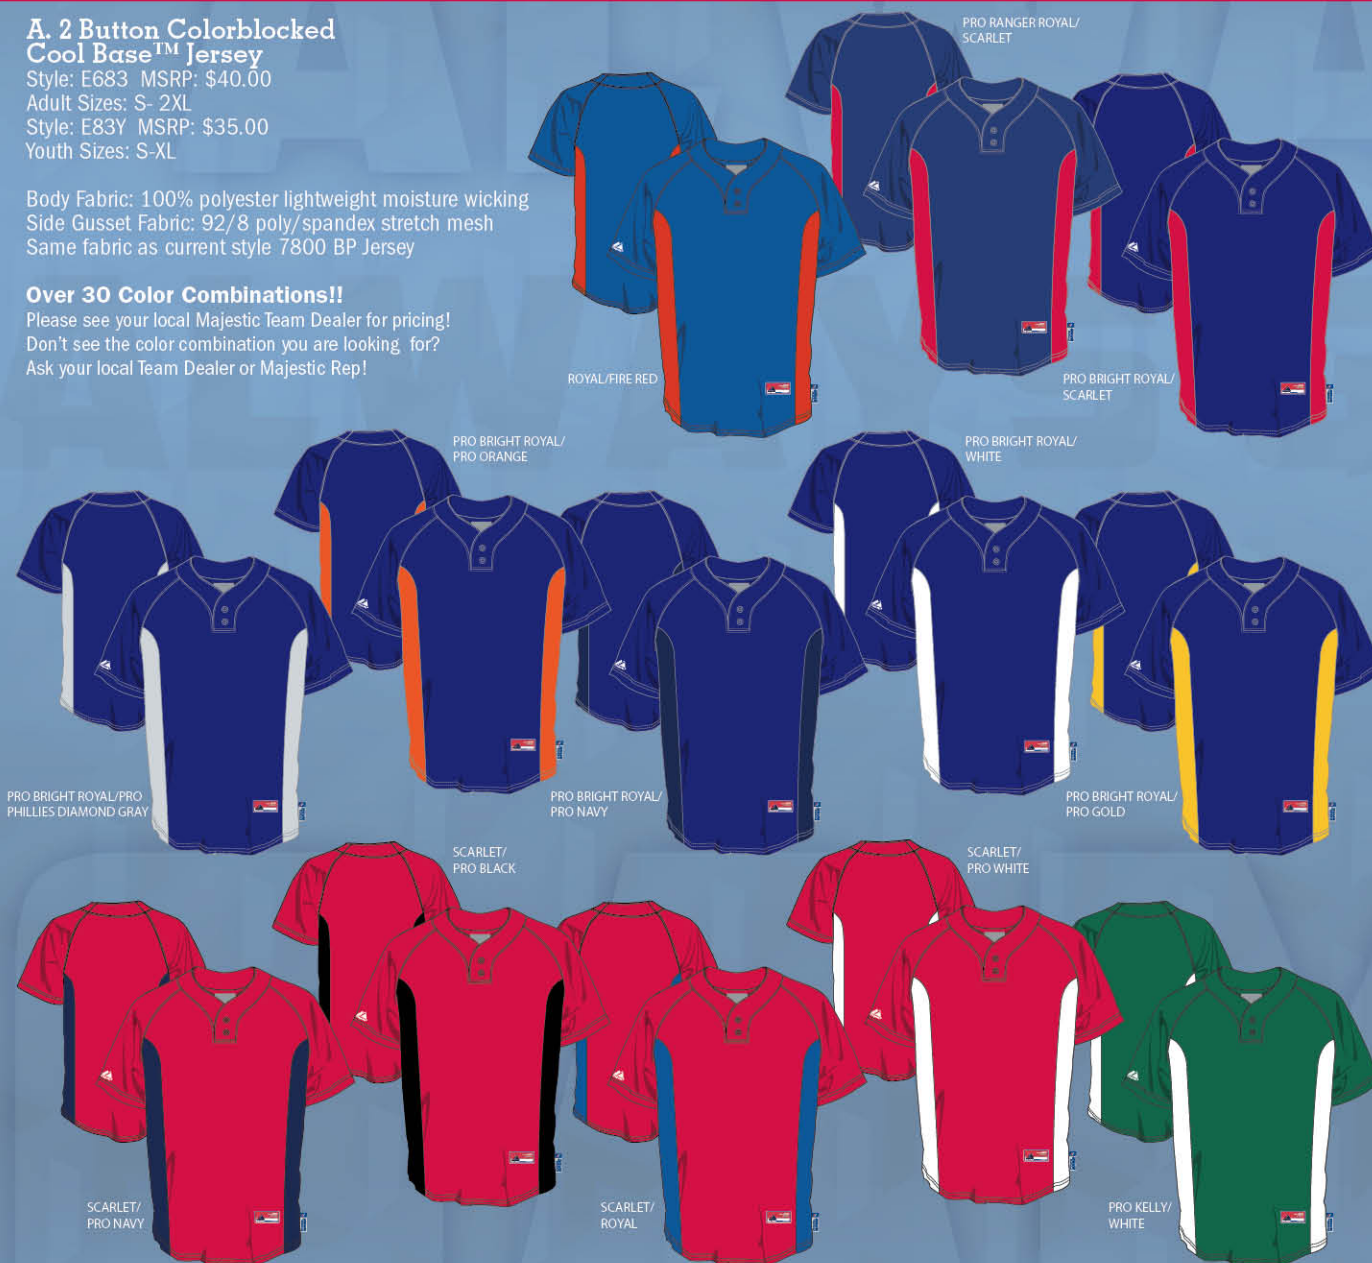 A. 2 Button Colorblocked
Cool Base™ Jersey
Style: E683 MSRP: $40.00
Adult Sizes: S- 2XL
Style: E83Y MSRP: $35.00
Youth Sizes: S-XL
Body Fabric: 100% polyester lightweight moisture wicking
Side Gusset Fabric: 92/8 poly/spandex stretch mesh
Same fabric as current style 7800 BP Jersey
Over 30 Color Combinations!!
Please see your local Majestic Team Dealer for pricing!
Don't see the color combination you are looking for?
Ask your local Team Dealer or Majestic Rep!
PRO RANGER ROYAL/
SCARLET
ROYAL/FIRE RED
PRO BRIGHT ROYAL/
SCARLET
PRO BRIGHT ROYAL/
PRO ORANGE
PRO BRIGHT ROYAL/
WHITE
PRO BRIGHT ROYAL/PRO
PHILLIES DIAMOND GRAY
PRO BRIGHT ROYAL/
PRO NAVY
PRO BRIGHT ROYAL/
PRO GOLD
SCARLET/
PRO BLACK
SCARLET/
PRO WHITE
SCARLET/
PRO NAVY
SCARLET/
ROYAL
PRO KELLY/
WHITE